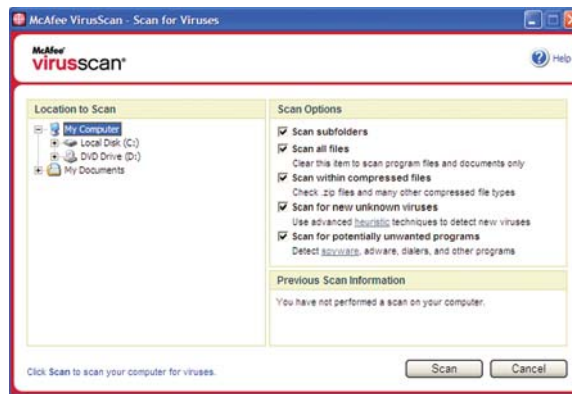 McAfee VirusScan - Scan for Viruses
McAfee®
virusscan®
Help
Location to Scan
My Computer
Local Disk (C:)
DVD Drive (D:)
My Documents
Scan Options
Scan subfolders
Scan all files
Clear this item to scan program files and documents only
Scan within compressed files
Check .zip files and many other compressed file types
Scan for new unknown viruses
Use advanced heuristic techniques to detect new viruses
Scan for potentially unwanted programs
Detect spyware, adware, dialers, and other programs
Previous Scan Information
You have not performed a scan on your computer.
Click Scan to scan your computer for viruses.
Scan
Cancel